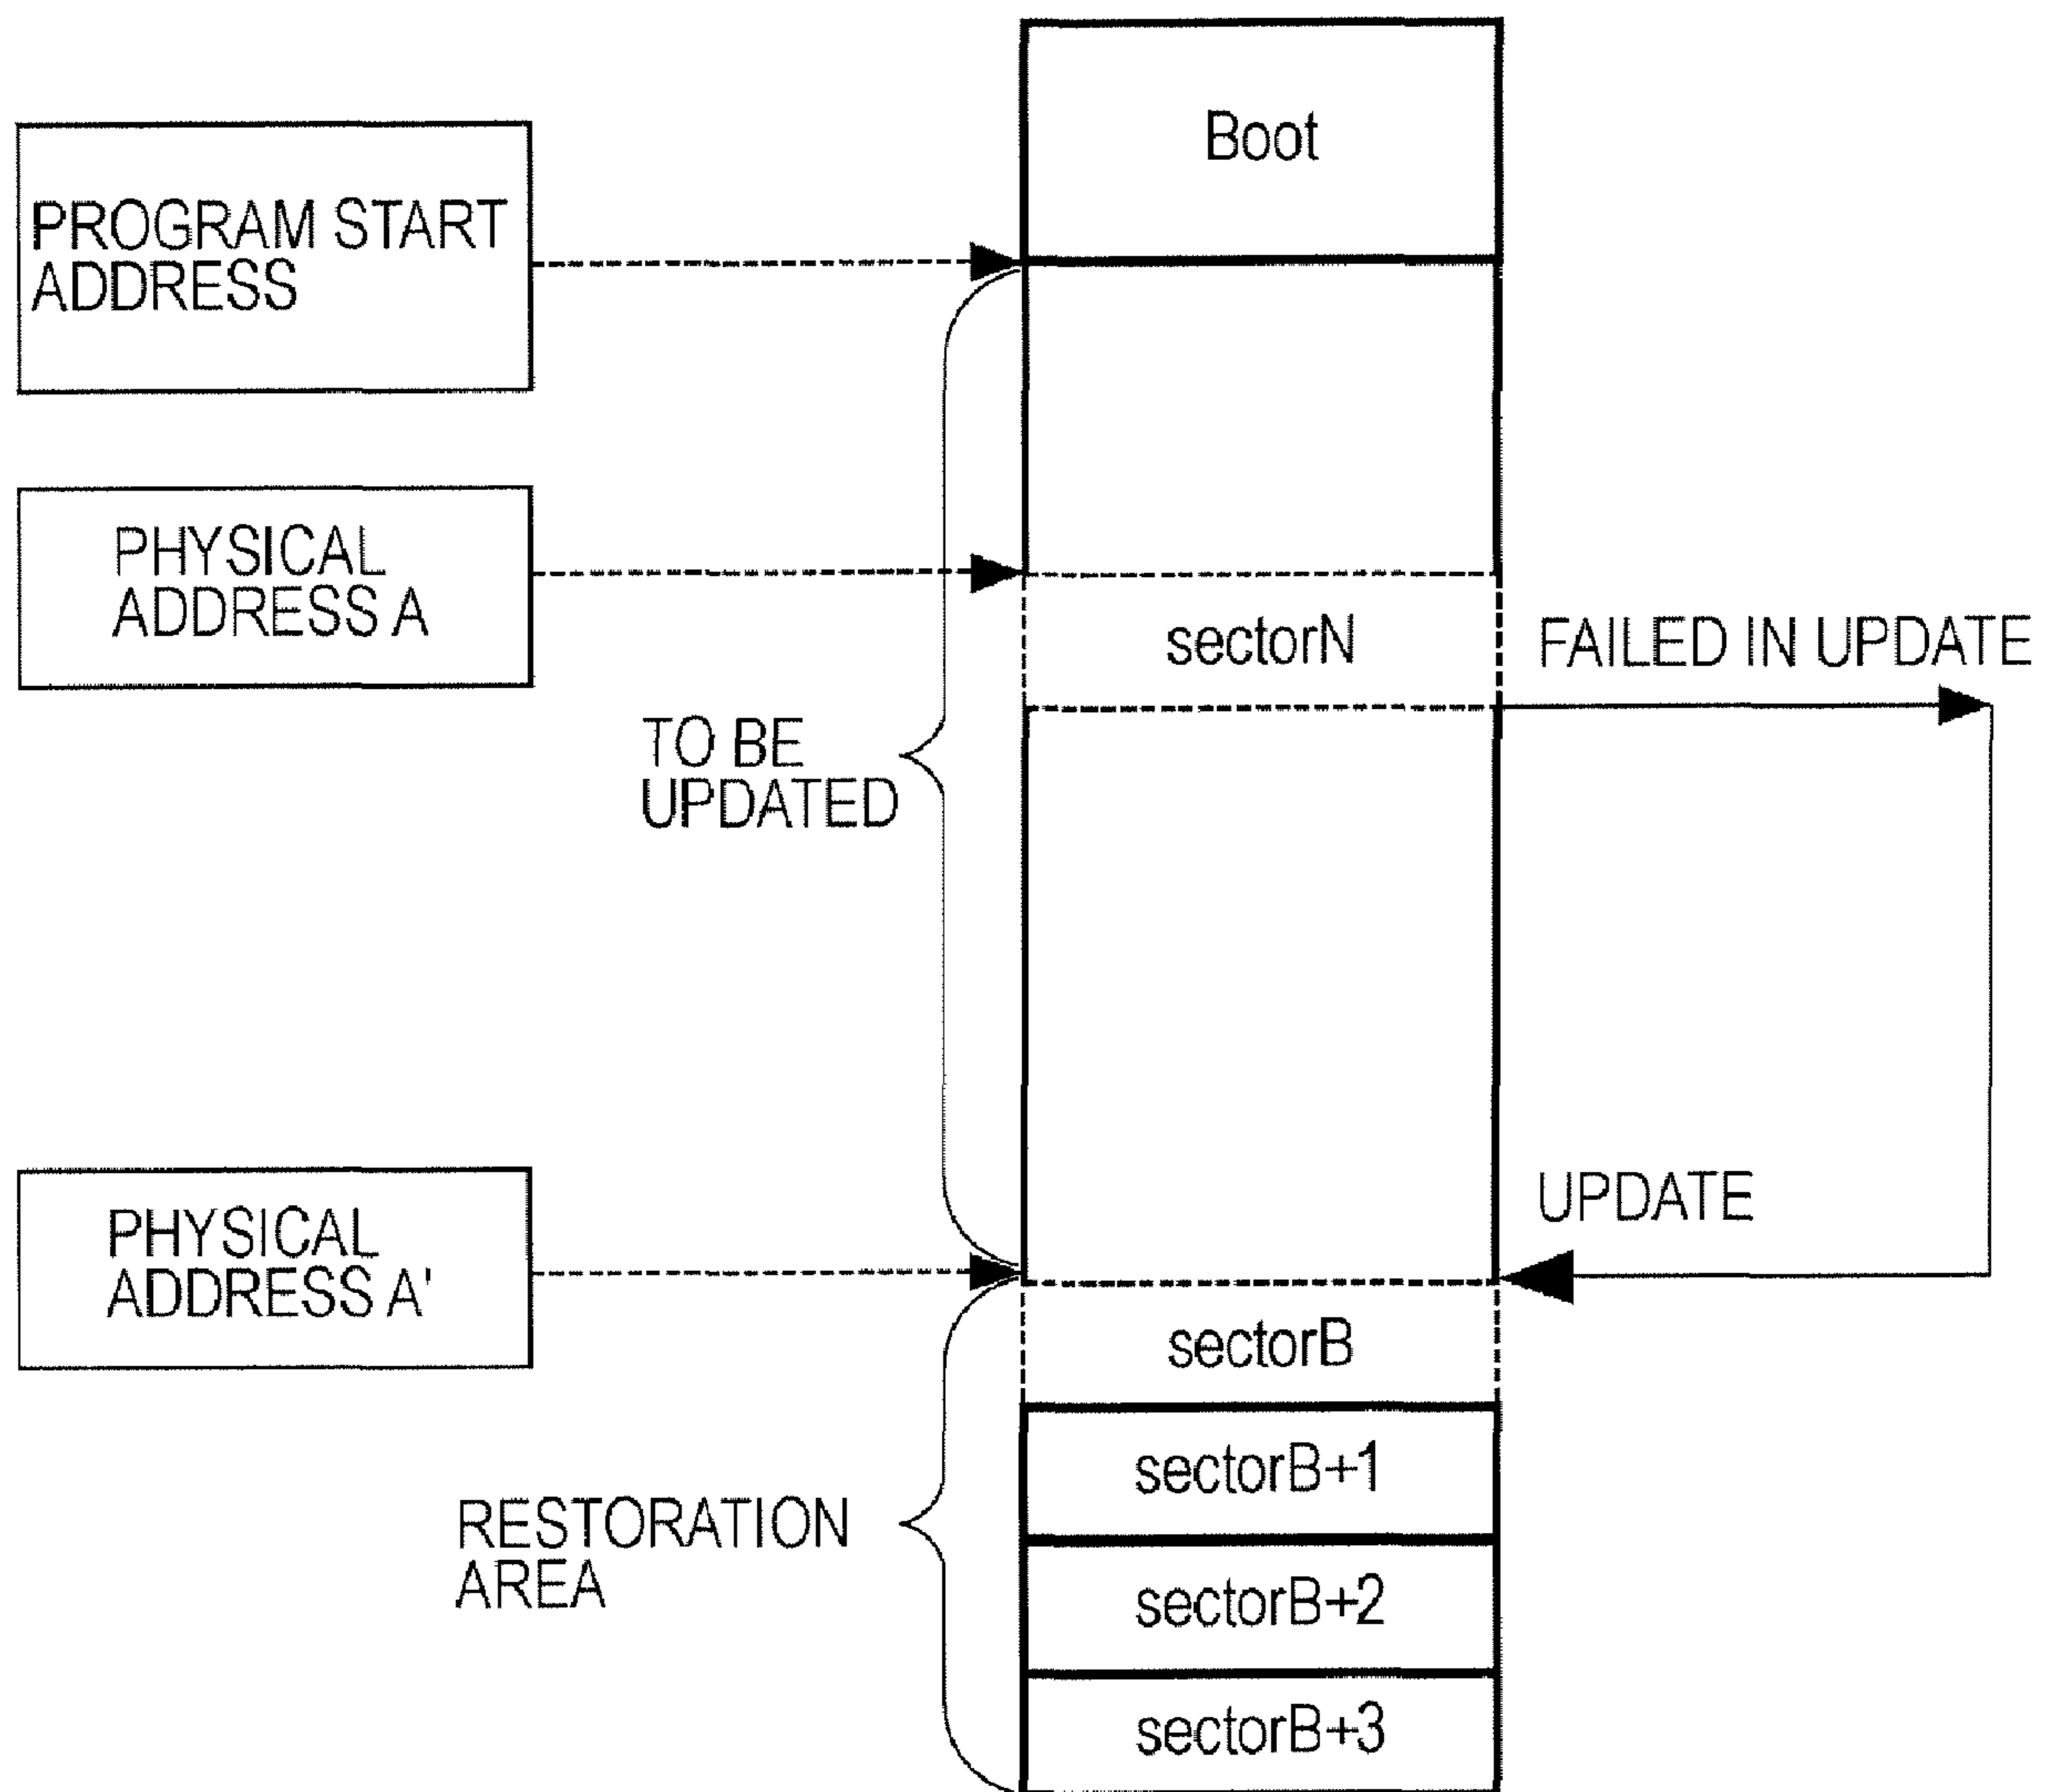 Boot
PROGRAM START
ADDRESS
PHYSICAL
ADDRESS A
sectorN
FAILED IN UPDATE
TO BE
UPDATED
PHYSICAL
ADDRESS A'
UPDATE
sectorB
sectorB+1
RESTORATION
AREA
sectorB+2
sectorB+3